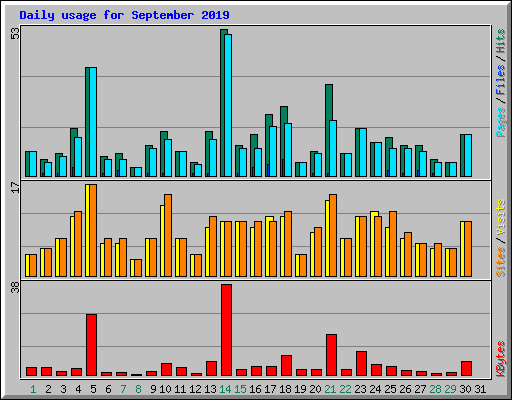 Daily usage for September 2019
53
17
38
Pages / Files / Hits
Sites / Visits
KBytes
1 2 3 4 5 6 7 8 9 10 11 12 13 14 15 16 17 18 19 20 21 22 23 24 25 26 27 28 29 30 31